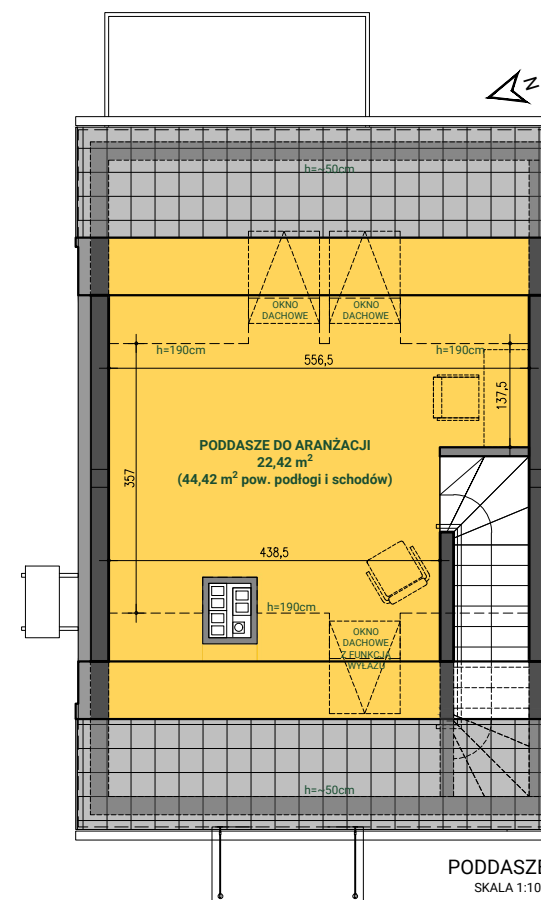 N
h=~50cm
OKNO
DACHOWE
OKNO
DACHOWE
h=190cm
h=190cm
556,5
137,5
PODDASZE DO ARANŻACJI
22,42 m²
(44,42 m² pow. podłogi i schodów)
357
438,5
h=190cm
OKNO
DACHOWE
Z FUNKCJĄ
WYŁAZU
h=~50cm
PODDASZE
SKALA 1:10